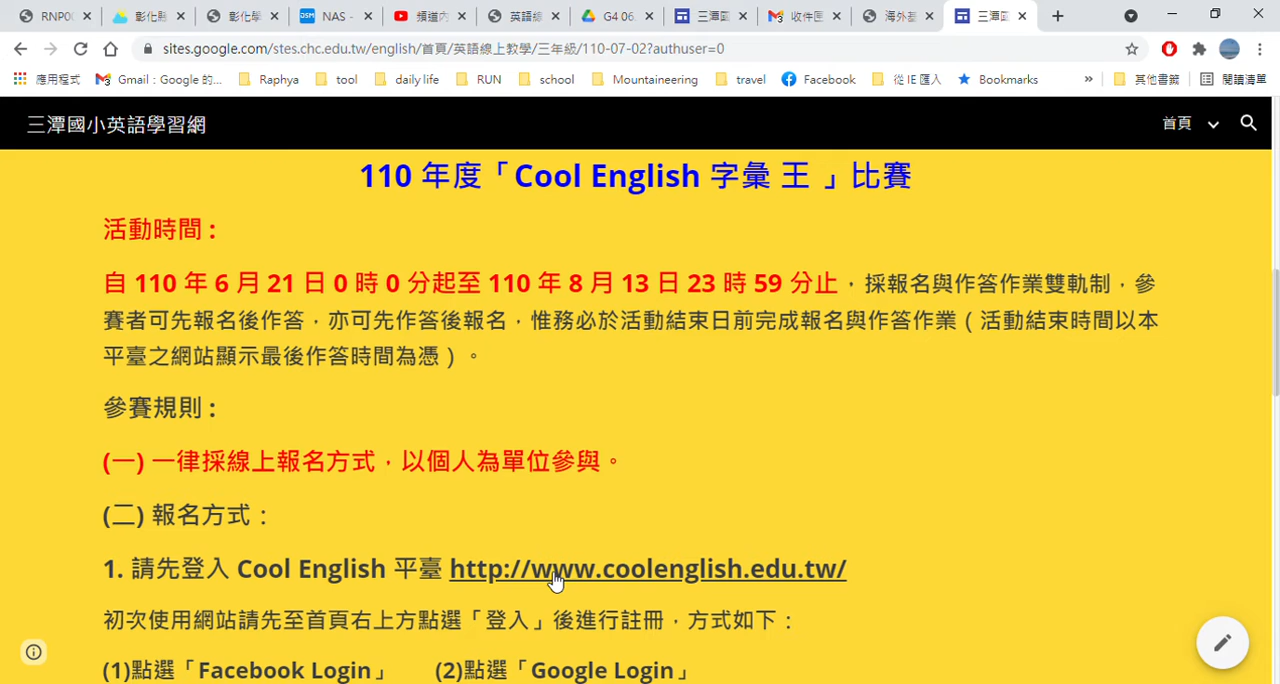 RNP0
彰化縣
彰化學
DSM NAS -
頻道內
英語線
G4 06.
三潭國
收件匣
海外
三潭國
sites.google.com/stes.chc.edu.tw/english/首頁/英語線上教學/三年級/110-07-02?authuser=0
應用程式 Gmail：Google 的... Raphya tool daily life RUN school Mountaineering travel Facebook 從 IE 匯入 Bookmarks » 其他書籤 閱讀清單
三潭國小英語學習網 首頁
110 年度「Cool English 字彙 王 」比賽
活動時間：
自 110 年 6 月 21 日 0 時 0 分起至 110 年 8 月 13 日 23 時 59 分止，採報名與作答作業雙軌制，參
賽者可先報名後作答，亦可先作答後報名，惟務必於活動結束日前完成報名與作答作業（活動結束時間以本
平臺之網站顯示最後作答時間為憑）。
參賽規則：
(一) 一律採線上報名方式，以個人為單位參與。
(二) 報名方式：
1. 請先登入 Cool English 平臺 http://www.coolenglish.edu.tw/
初次使用網站請先至首頁右上方點選「登入」後進行註冊，方式如下：
(1)點選「Facebook Login」 (2)點選「Google Login」